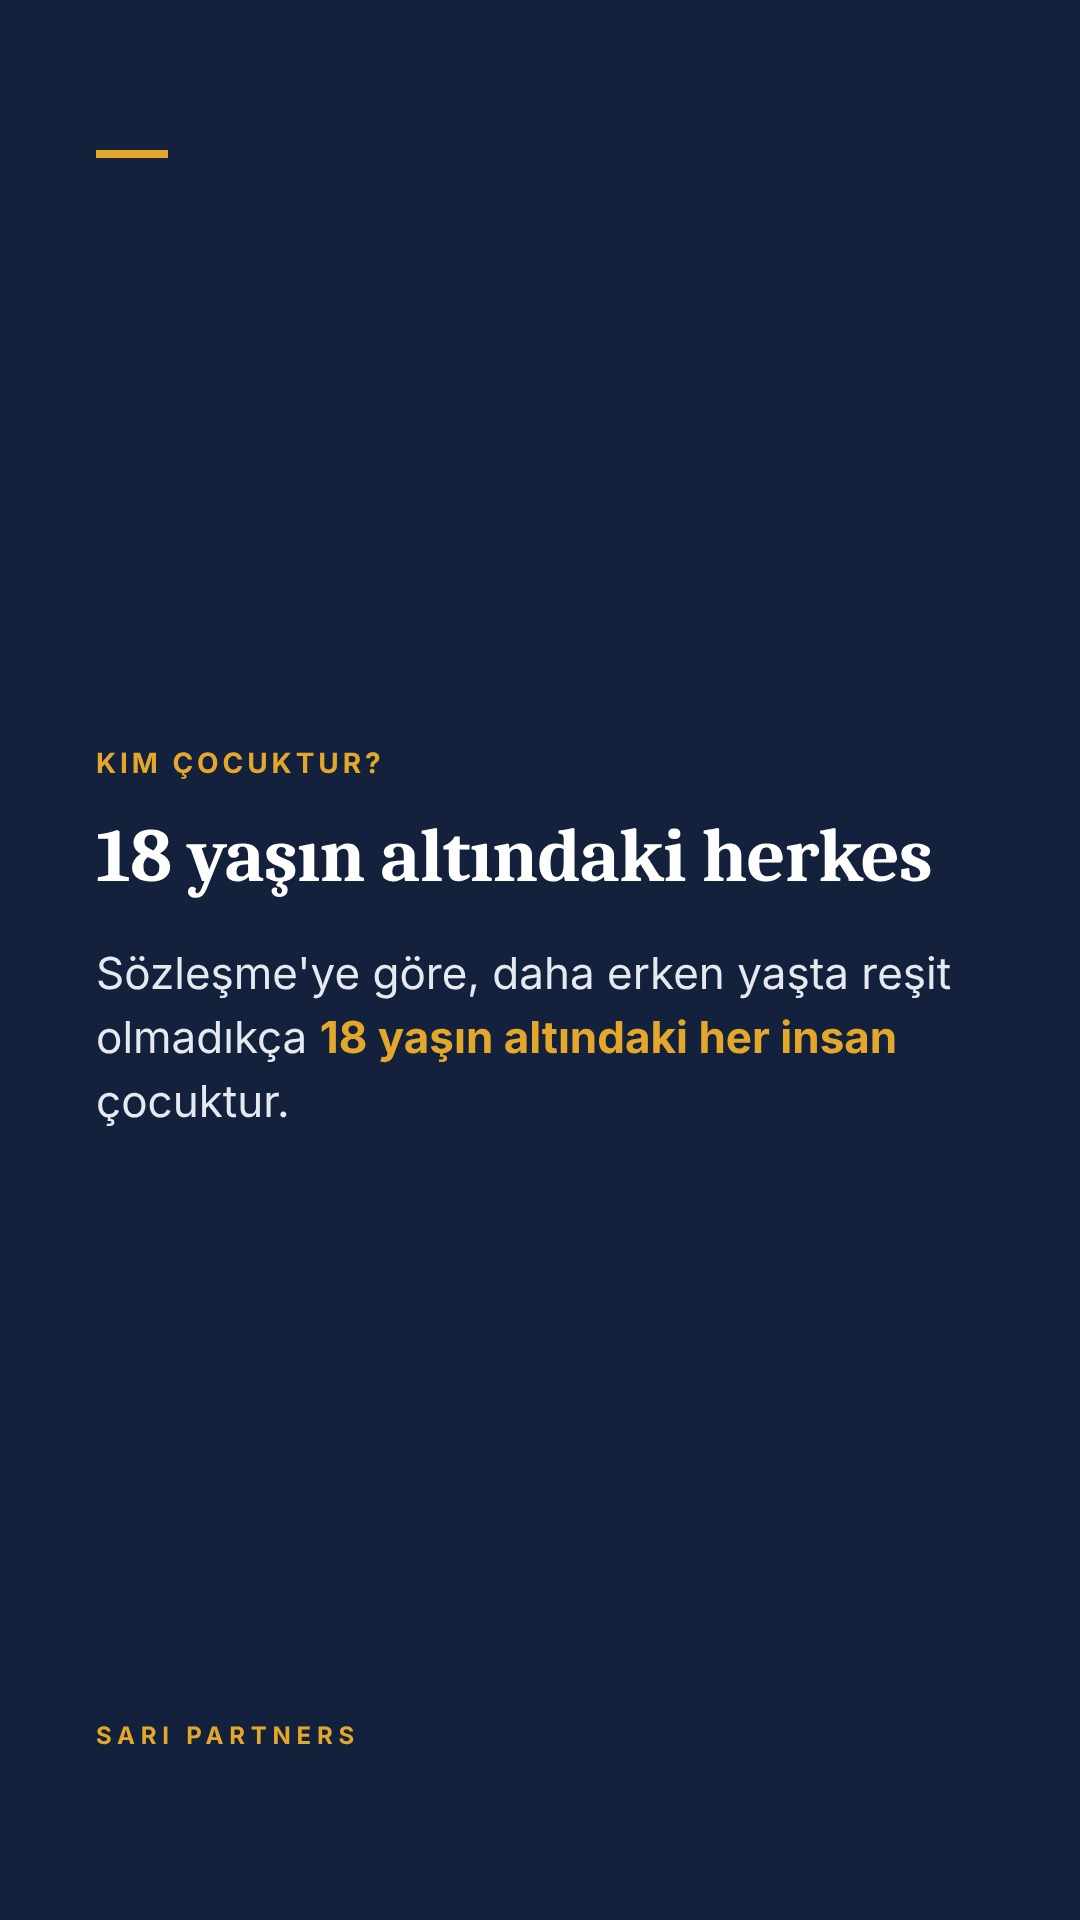 KIM ÇOCUKTUR?
18 yaşın altındaki herkes
Sözleşme'ye göre, daha erken yaşta reşit
olmadıkça 18 yaşın altındaki her insan
çocuktur.
SARI PARTNERS